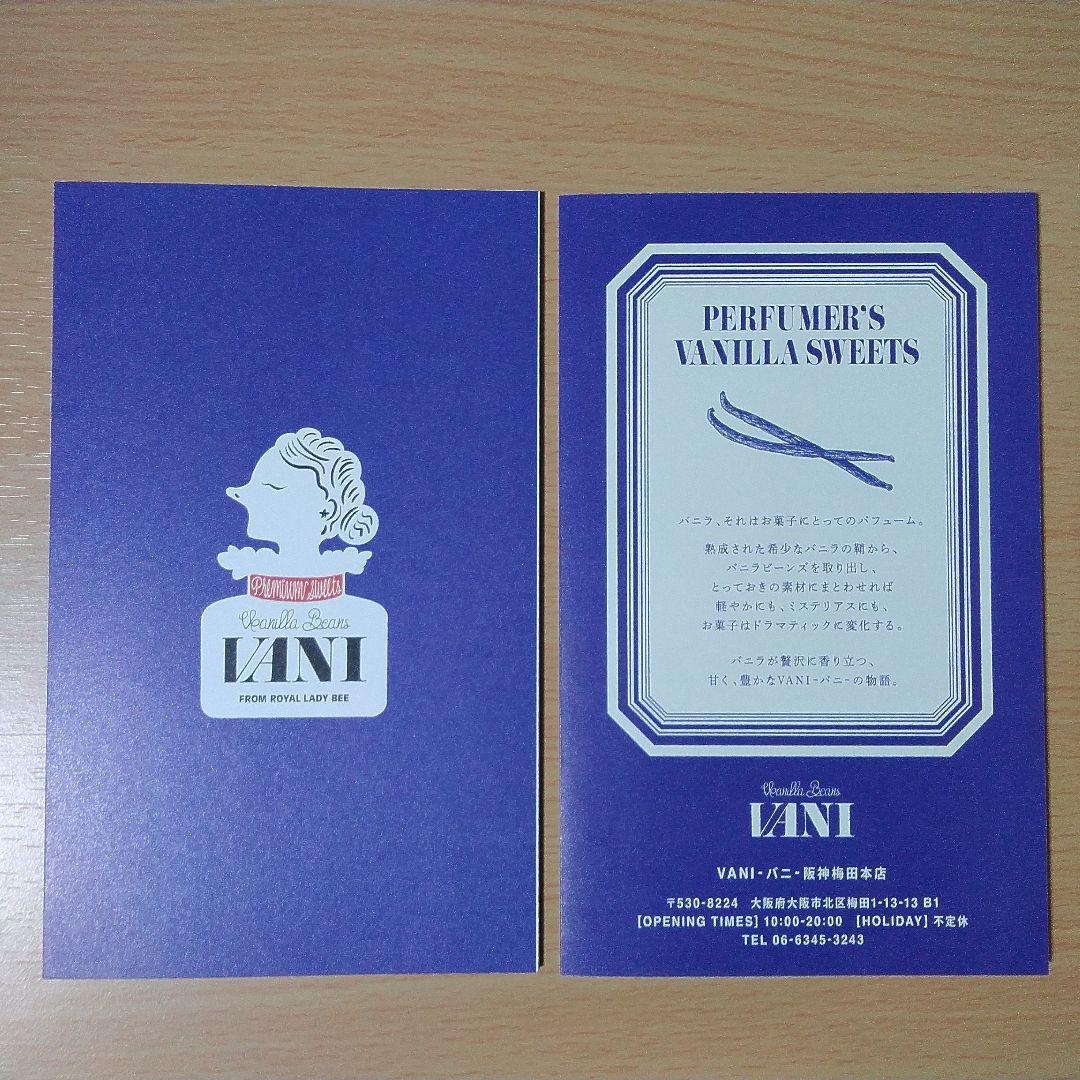 Premium sweets
Vanilla Beans
VANI
FROM ROYAL LADY BEE
PERFUMER'S
VANILLA SWEETS
バニラ、それはお菓子にとってのパフューム。
熟成された希少なバニラの鞘から、
バニラビーンズを取り出し、
とっておきの素材にまとわせれば
軽やかにも、ミステリアスにも、
お菓子はドラマティックに変化する。
バニラが贅沢に香り立つ、
甘く、豊かなVANI-バニ-の物語。
Vanilla Beans
VANI
VANI-バニ-阪神梅田本店
〒530-8224 大阪府大阪市北区梅田1-13-13 B1
[OPENING TIMES] 10:00-20:00 [HOLIDAY] 不定休
TEL 06-6345-3243